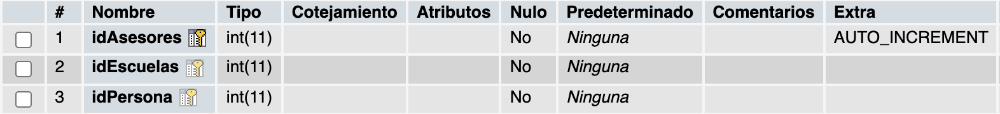 # Nombre Tipo Cotejamiento Atributos Nulo Predeterminado Comentarios Extra
1 idAsesores int(11) No Ninguna AUTO_INCREMENT
2 idEscuelas int(11) No Ninguna
3 idPersona int(11) No Ninguna